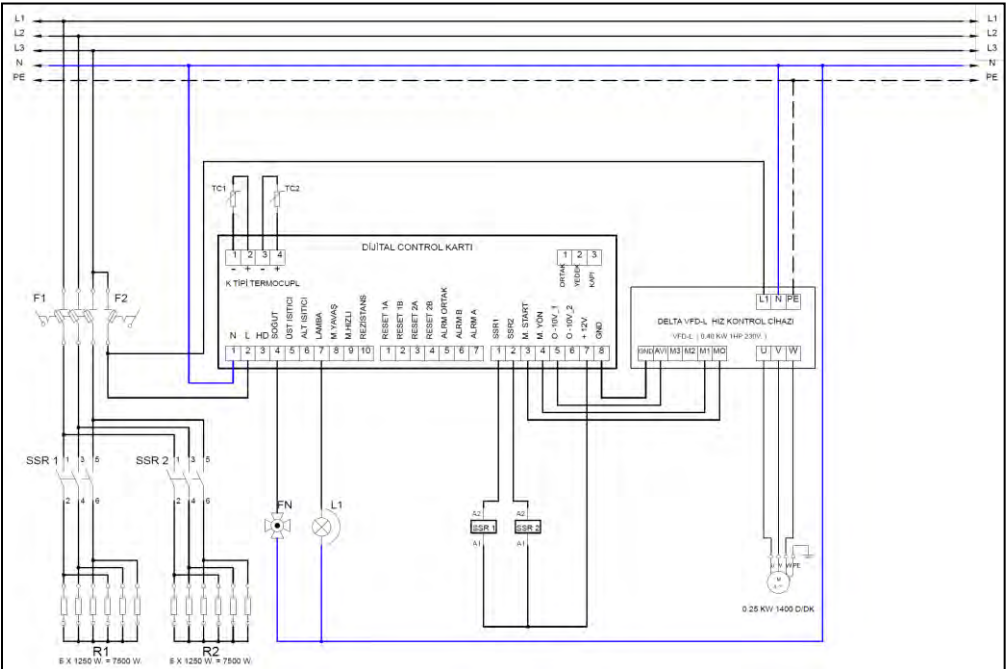 L1 L1
L2 L2
L3 L3
N N
PE PE
TC1 TC2
1 2 3 4
- + - +
K TİPİ TERMOCUPL
DİJİTAL CONTROL KARTI
1 2 3
ORTAK YEDEK KAPI
F1 F2
N L HD SOĞUT ÜST ISITICI ALT ISITICI LAMBA M.YAVAŞ M.HIZLI REZİSTANS
1 2 3 4 5 6 7 8 9 10
RESET 1A RESET 1B RESET 2A RESET 2B ALRM ORTAK ALRM B ALRM A
1 2 3 4 5 6 7
SSR1 SSR2 M. START M. YÖN O -10V_1 O -10V_2 + 12V. GND
1 2 3 4 5 6 7 8
L1 N PE
DELTA VFD-L HIZ KONTROL CİHAZI
VFD-L ( 0,40 KW 1HP 230V. )
U V W
GND AVI M3 M2 M1 MO
SSR 1 1 3 5
2 4 6
SSR 2 1 3 5
2 4 6
FN L1
A2 A2
SSR 1 SSR 2
A1 A1
U V W PE
M
0.25 KW 1400 D/DK
R1
6 X 1250 W. = 7500 W.
R2
6 X 1250 W. = 7500 W.